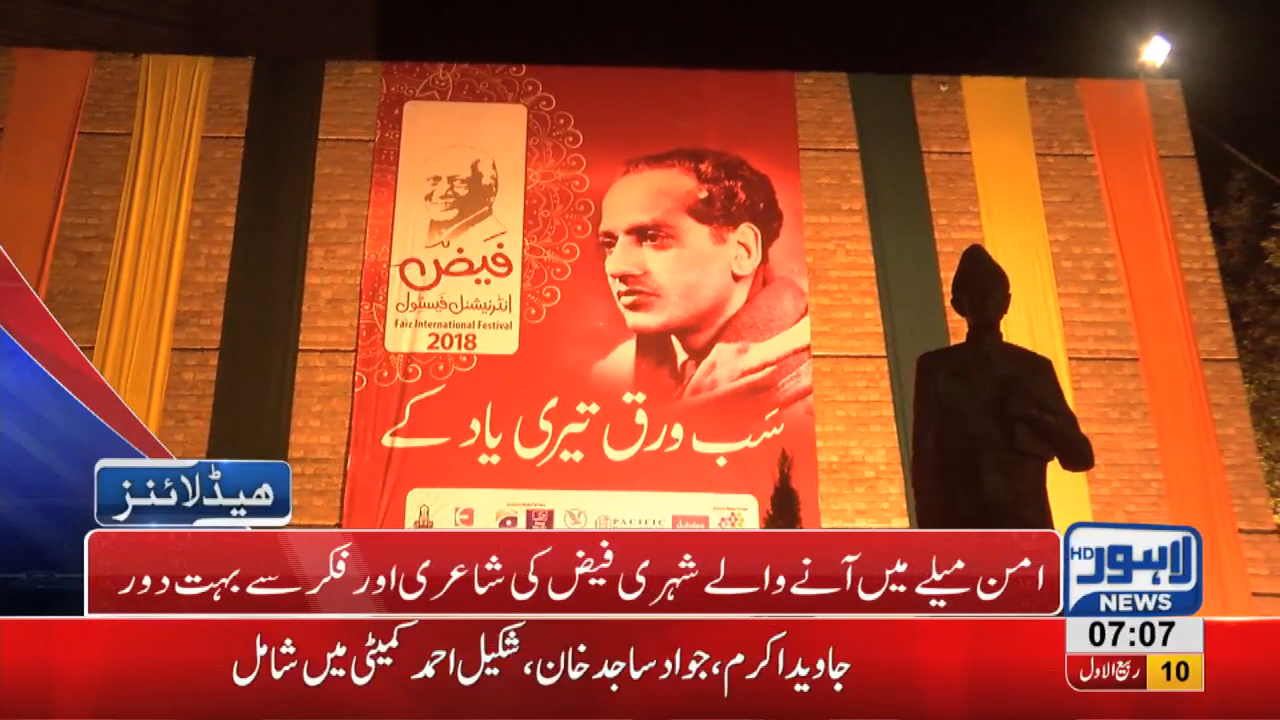 فیض
انٹرنیشنل فیسٹول
Faiz International Festival
2018
سب ورق تیری یاد کے
PACIFIC
ھیڈلائنز
امن میلے میں آنے والے شہری فیض کی شاعری اور فکر سے بہت دور
لاہور HD
NEWS
07:07
10 ربیع الاول
جاوید اکرم، جواد ساجد خان، شکیل احمد کمیٹی میں شامل